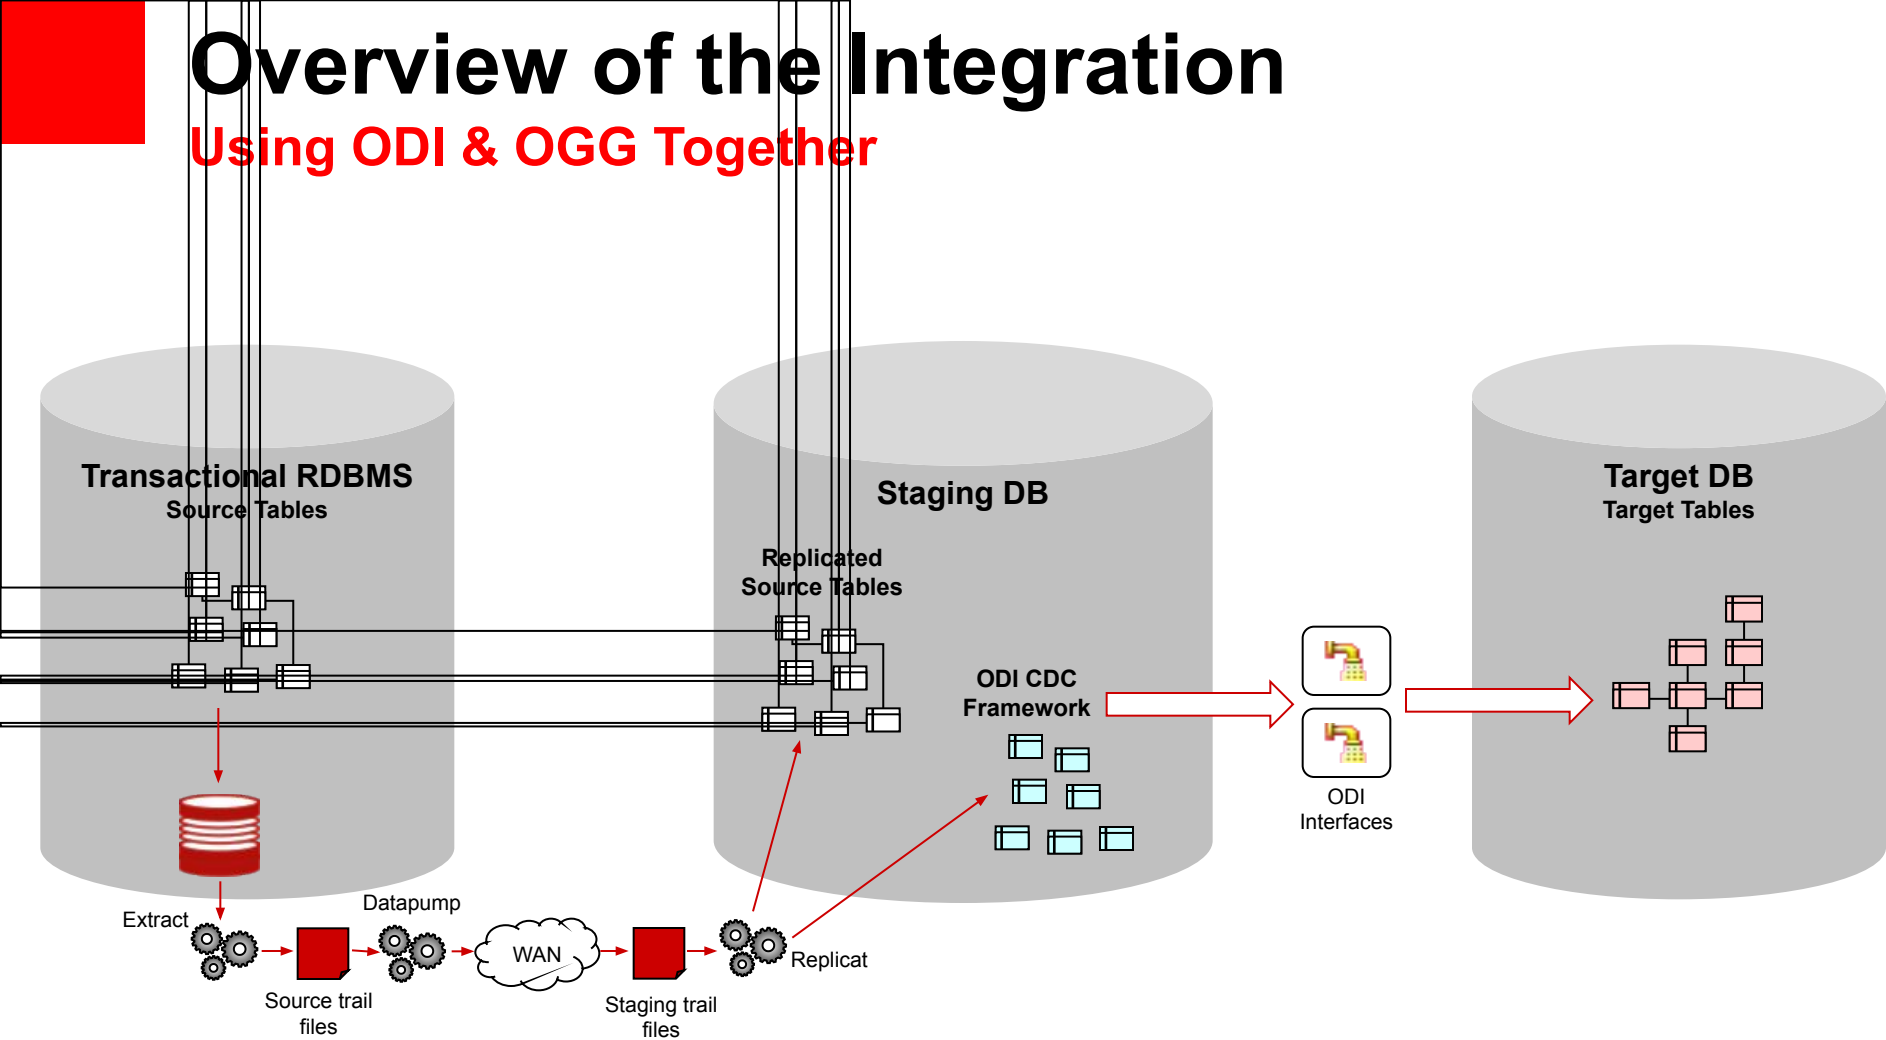 Overview of the Integration
Using ODI & OGG Together
Transactional RDBMS
Source Tables
Staging DB
Replicated
Source Tables
ODI CDC
Framework
Target DB
Target Tables
ODI
Interfaces
Extract
Datapump
WAN
Replicat
Source trail
files
Staging trail
files